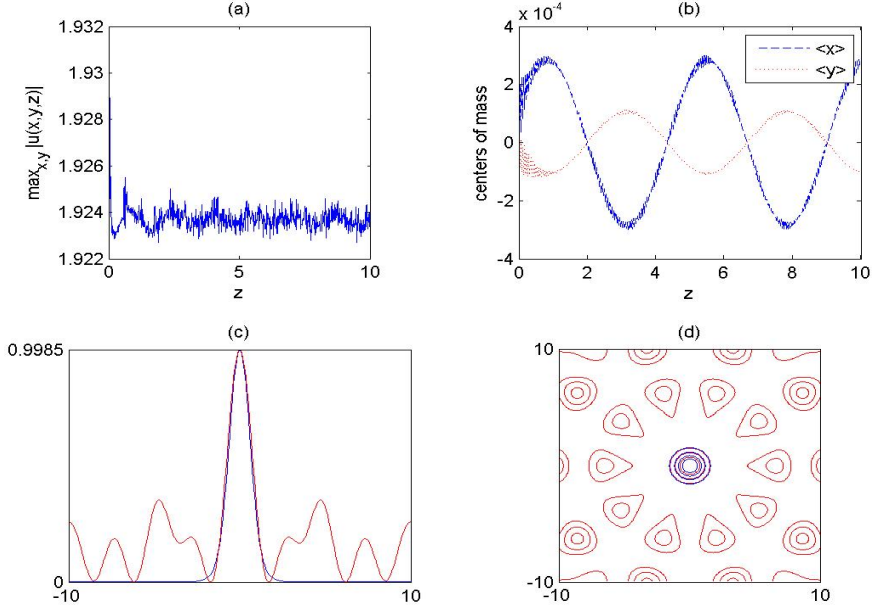 (a)
1.932
1.93
1.928
1.926
1.924
1.922
max x,y |u(x,y,z)|
0
5
10
z
(b)
x 10⁻⁴
4
2
0
-2
-4
centers of mass
<x>
<y>
0
2
4
6
8
10
z
(c)
0.9985
0
-10
10
(d)
10
-10
-10
10